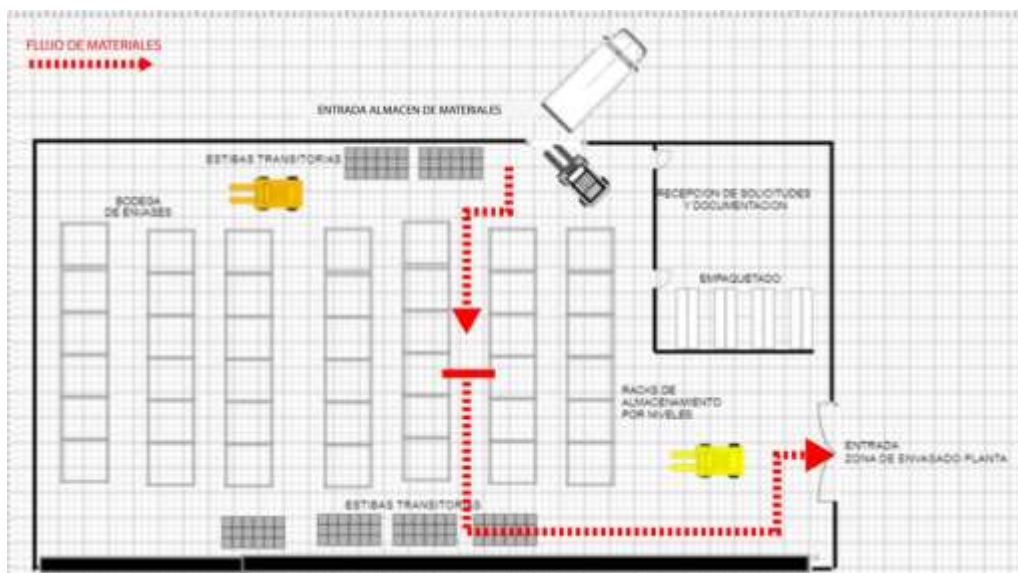 FLUJO DE MATERIALES
ENTRADA ALMACEN DE MATERIALES
ESTIBAS TRANSITORIAS
BODEGA
DE ENVASES
RECEPCION DE SOLICITUDES
Y DOCUMENTACION
EMPAQUETADO
RACKS DE
ALMACENAMIENTO
POR NIVELES
ENTRADA
ZONA DE ENVASADO PLANTA
ESTIBAS TRANSITORIAS